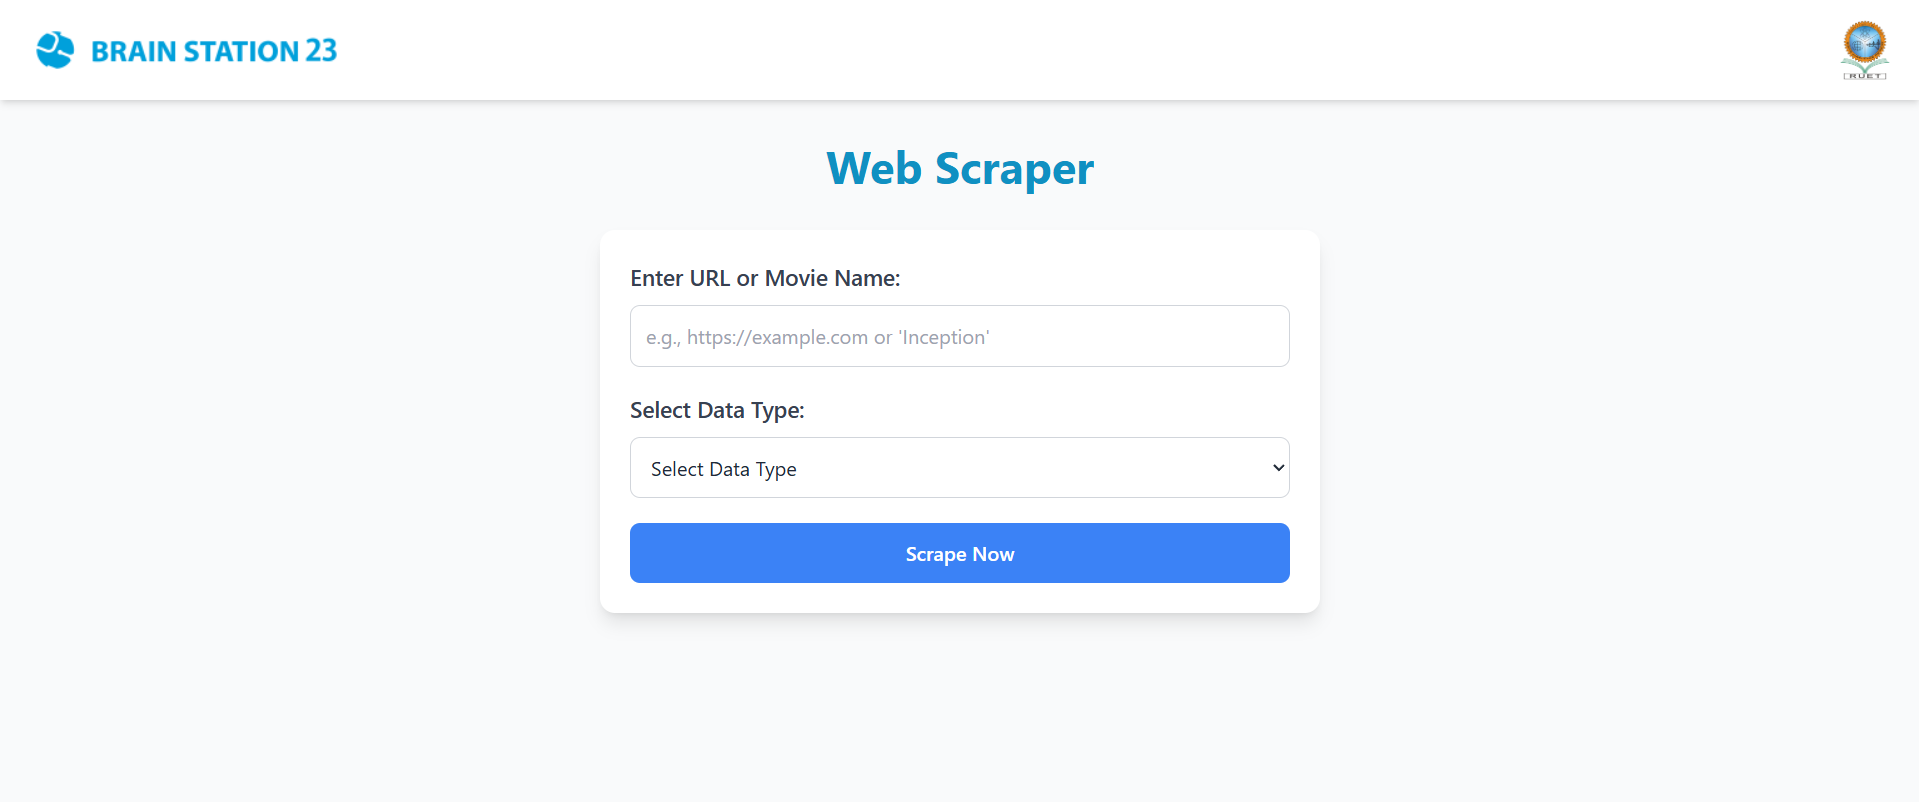 BRAIN STATION 23
RUET
Web Scraper
Enter URL or Movie Name:
e.g., https://example.com or 'Inception'
Select Data Type:
Select Data Type
Scrape Now